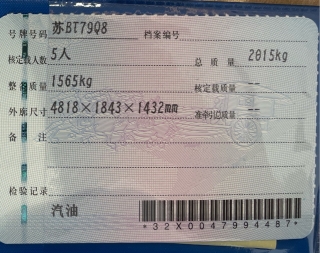 号牌号码 苏BT79Q8 档案编号
核定载人数 5人 总质量 2015kg
整备质量 1565kg 核定载质量 --
外廓尺寸 4818×1843×1432mm 准牵引总质量 --
备注
检验记录
汽油
*32X0047994487*